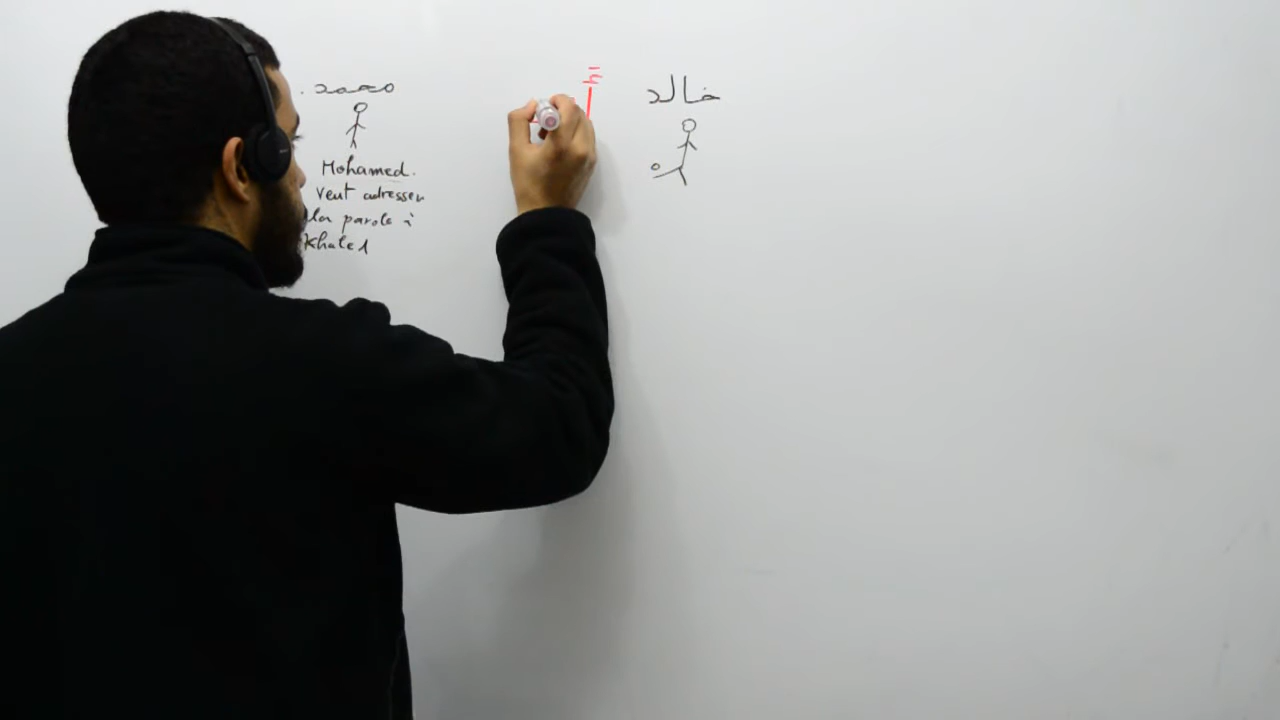 محمد
خالد
Mohamed.
veut adresser
la parole à
Khaled